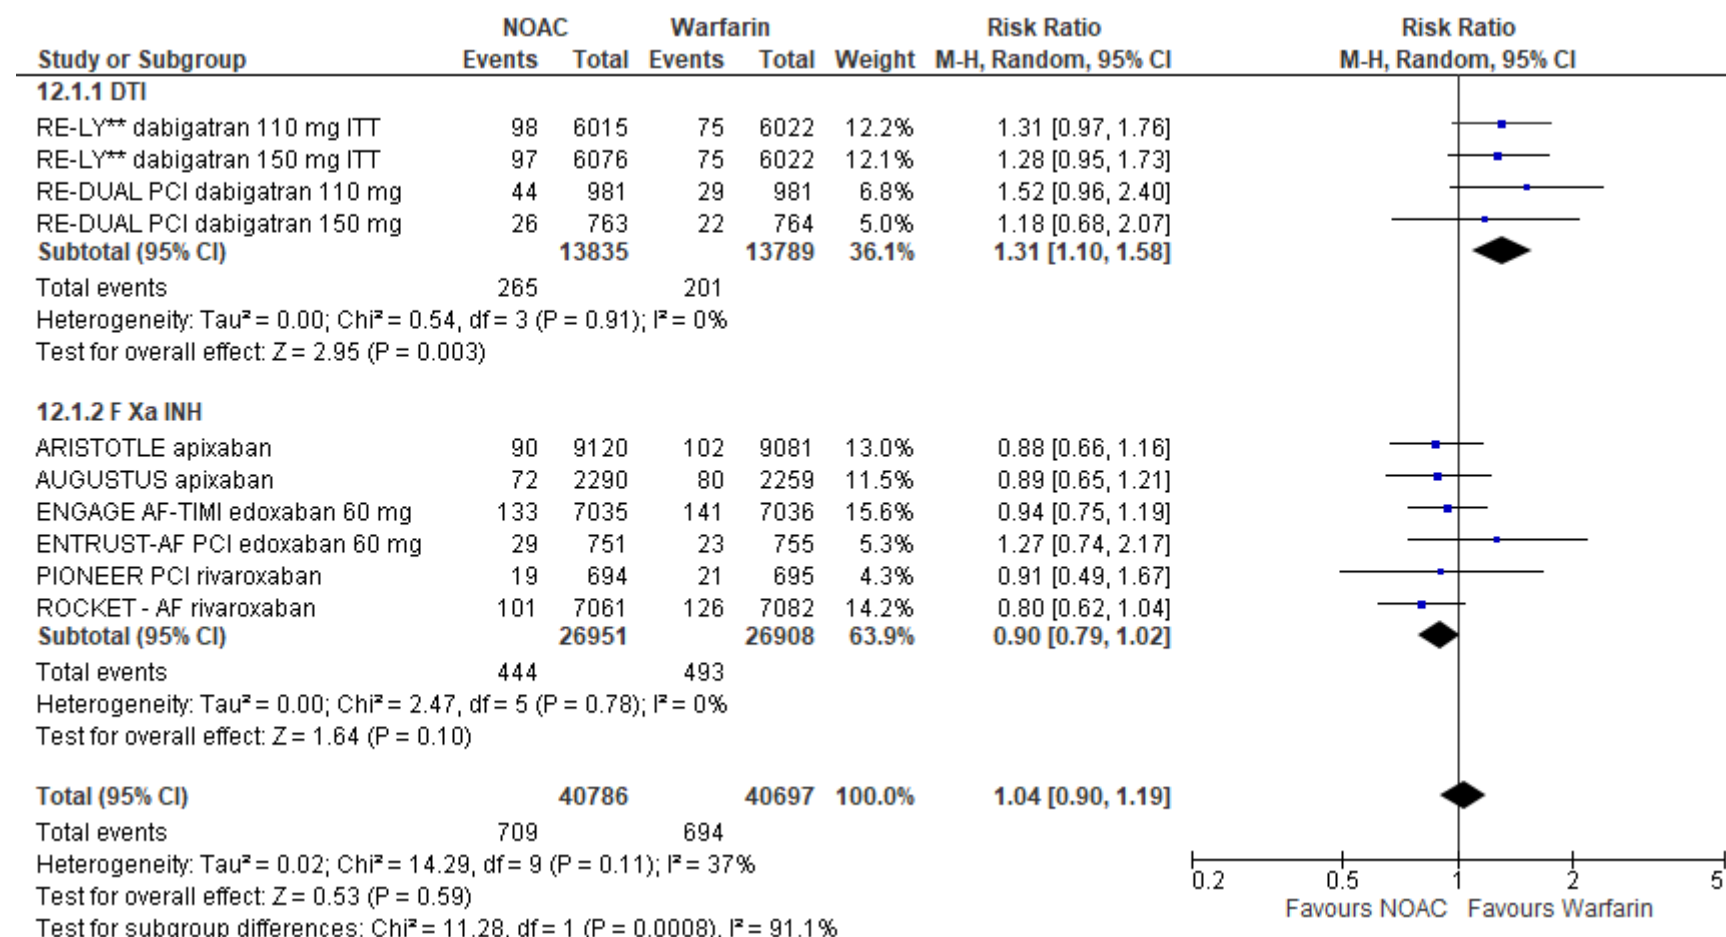 NOAC Warfarin Risk Ratio Risk Ratio
Study or Subgroup Events Total Events Total Weight M-H, Random, 95% CI M-H, Random, 95% CI
12.1.1 DTI
RE-LY** dabigatran 110 mg ITT 98 6015 75 6022 12.2% 1.31 [0.97, 1.76]
RE-LY** dabigatran 150 mg ITT 97 6076 75 6022 12.1% 1.28 [0.95, 1.73]
RE-DUAL PCI dabigatran 110 mg 44 981 29 981 6.8% 1.52 [0.96, 2.40]
RE-DUAL PCI dabigatran 150 mg 26 763 22 764 5.0% 1.18 [0.68, 2.07]
Subtotal (95% CI) 13835 13789 36.1% 1.31 [1.10, 1.58]
Total events 265 201
Heterogeneity: Tau² = 0.00; Chi² = 0.54, df = 3 (P = 0.91); I² = 0%
Test for overall effect: Z = 2.95 (P = 0.003)
12.1.2 F Xa INH
ARISTOTLE apixaban 90 9120 102 9081 13.0% 0.88 [0.66, 1.16]
AUGUSTUS apixaban 72 2290 80 2259 11.5% 0.89 [0.65, 1.21]
ENGAGE AF-TIMI edoxaban 60 mg 133 7035 141 7036 15.6% 0.94 [0.75, 1.19]
ENTRUST-AF PCI edoxaban 60 mg 29 751 23 755 5.3% 1.27 [0.74, 2.17]
PIONEER PCI rivaroxaban 19 694 21 695 4.3% 0.91 [0.49, 1.67]
ROCKET - AF rivaroxaban 101 7061 126 7082 14.2% 0.80 [0.62, 1.04]
Subtotal (95% CI) 26951 26908 63.9% 0.90 [0.79, 1.02]
Total events 444 493
Heterogeneity: Tau² = 0.00; Chi² = 2.47, df = 5 (P = 0.78); I² = 0%
Test for overall effect: Z = 1.64 (P = 0.10)
Total (95% CI) 40786 40697 100.0% 1.04 [0.90, 1.19]
Total events 709 694
Heterogeneity: Tau² = 0.02; Chi² = 14.29, df = 9 (P = 0.11); I² = 37%
Test for overall effect: Z = 0.53 (P = 0.59)
Test for subgroup differences: Chi² = 11.28, df = 1 (P = 0.0008), I² = 91.1%
0.2 0.5 1 2 5
Favours NOAC Favours Warfarin